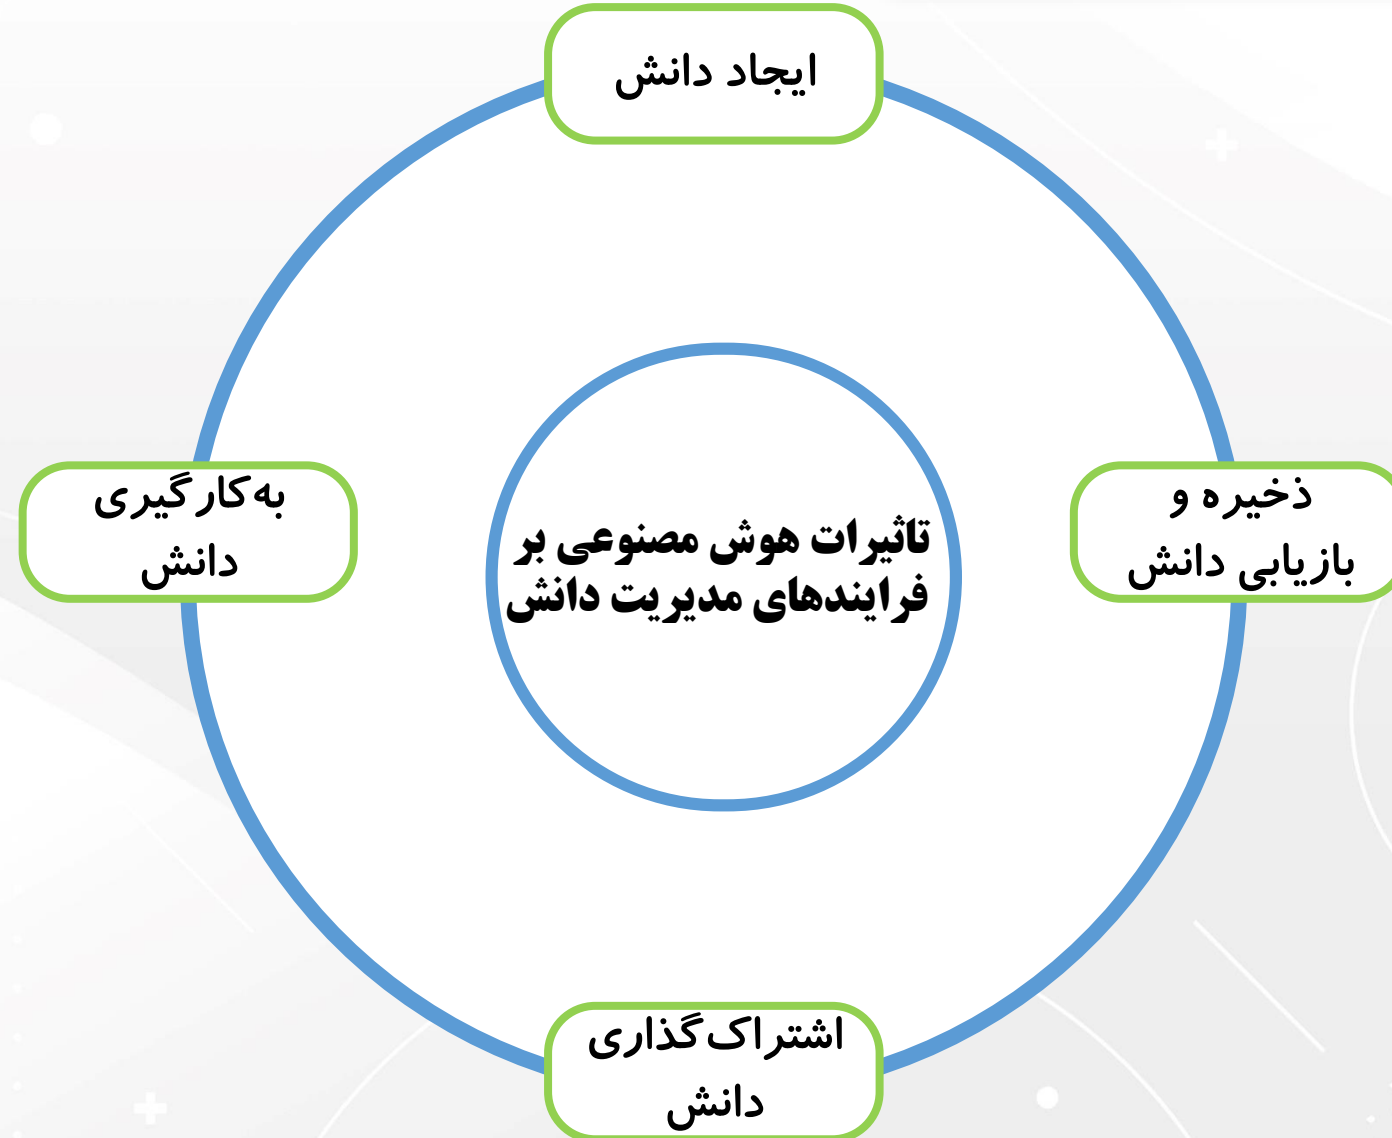 ایجاد دانش
ذخیره و
بازیابی دانش
تاثیرات هوش مصنوعی بر
فرایندهای مدیریت دانش
به‌کارگیری
دانش
اشتراک‌گذاری
دانش